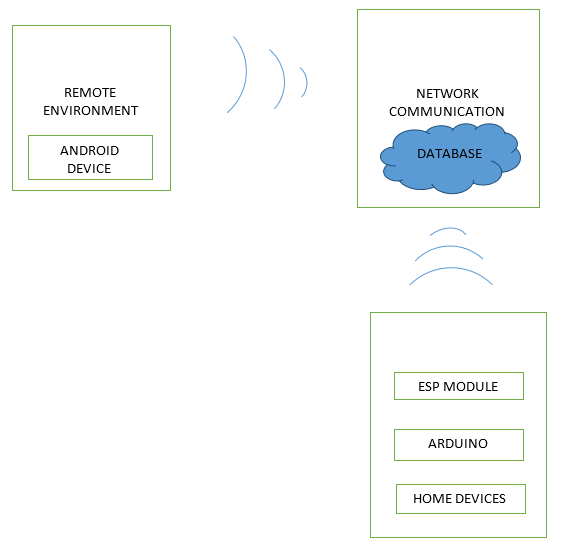 REMOTE
ENVIRONMENT
ANDROID
DEVICE
NETWORK
COMMUNICATION
DATABASE
ESP MODULE
ARDUINO
HOME DEVICES